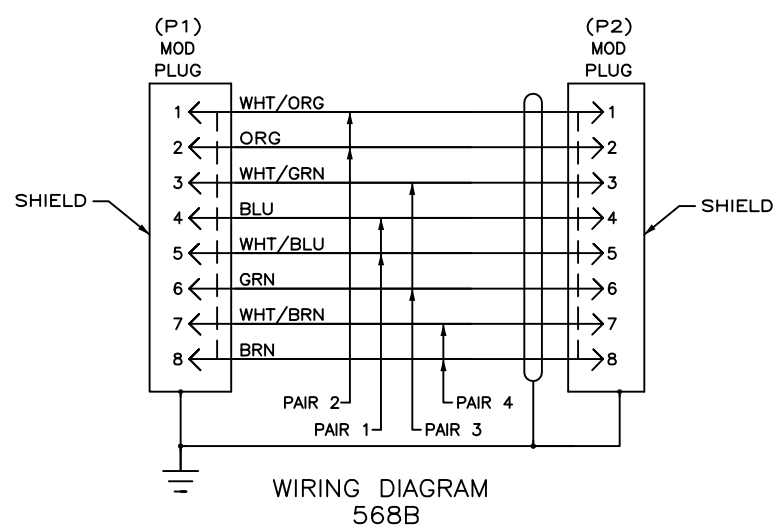 (P1) (P2)
MOD MOD
PLUG PLUG
1 WHT/ORG 1
2 ORG 2
3 WHT/GRN 3
SHIELD SHIELD
4 BLU 4
5 WHT/BLU 5
6 GRN 6
7 WHT/BRN 7
8 BRN 8
PAIR 2 PAIR 4
PAIR 1 PAIR 3
WIRING DIAGRAM
568B